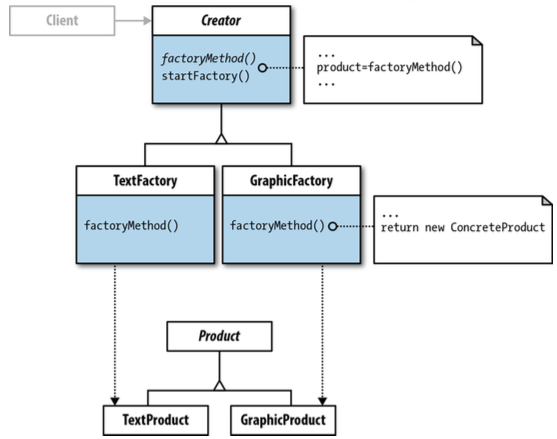 Client
Creator
factoryMethod()
startFactory()
...
product=factoryMethod()
...
TextFactory
GraphicFactory
factoryMethod()
factoryMethod()
...
return new ConcreteProduct
Product
TextProduct
GraphicProduct